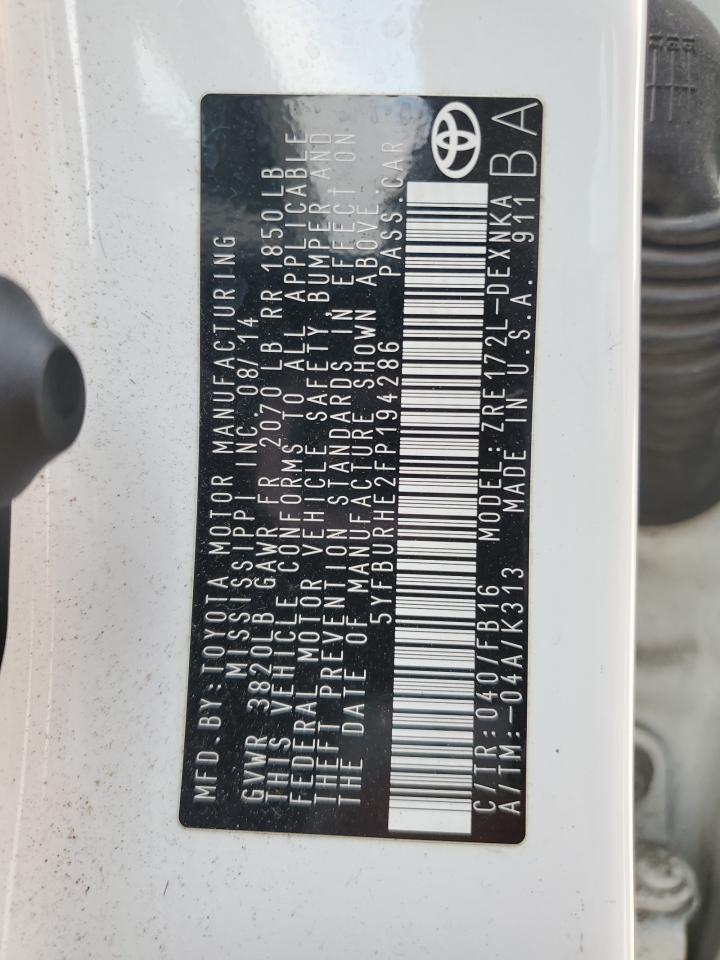 MFD.BY:TOYOTA MOTOR MANUFACTURING
MISSISSIPPI INC.08/14
GVWR 3820LB GAWR FR 2070 LB RR 1850LB
THIS VEHICLE CONFORMS TO ALL APPLICABLE
FEDERAL MOTOR VEHICLE SAFETY,BUMPER AND
THEFT PREVENTION STANDARDS IN EFFECT ON
THE DATE OF MANUFACTURE SHOWN ABOVE.
5YFBURHE2FP194286 PASS.CAR
C/TR:040/FB16 MODEL:ZRE172L-DEXNKA
A/TM:-04A/K313 MADE IN U.S.A. 911
BA